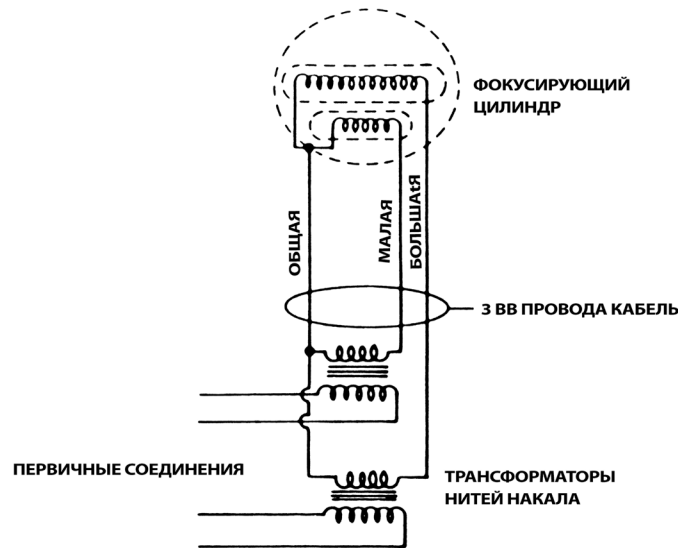 ФОКУСИРУЮЩИЙ
ЦИЛИНДР
ОБЩАЯ
МАЛАЯ
БОЛЬШАtЯ
3 ВВ ПРОВОДА КАБЕЛЬ
ПЕРВИЧНЫЕ СОЕДИНЕНИЯ
ТРАНСФОРМАТОРЫ
НИТЕЙ НАКАЛА